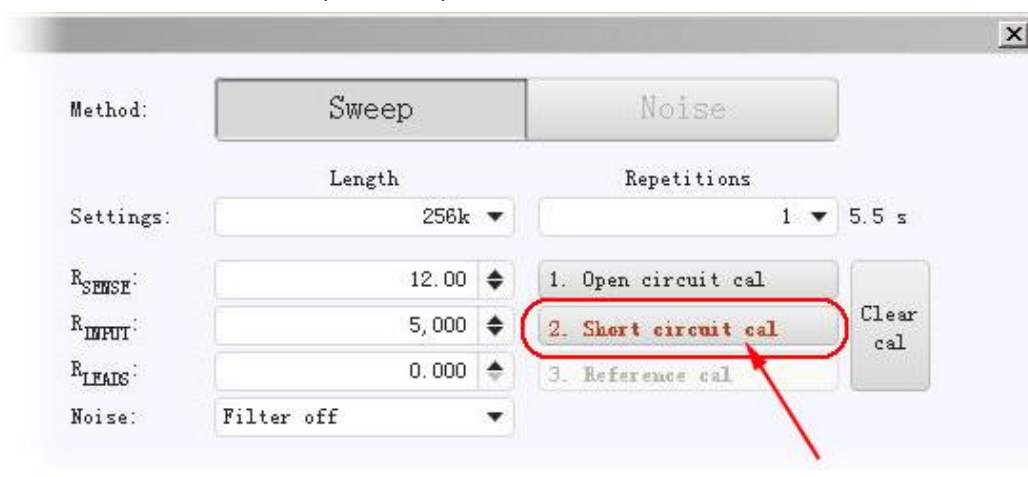 Method: Sweep Noise
Length Repetitions
Settings: 256k 1 5.5 s
RSENSE: 12.00 1. Open circuit cal
RINPUT: 5,000 2. Short circuit cal
Clear cal
RLEADS: 0.000 3. Reference cal
Noise: Filter off